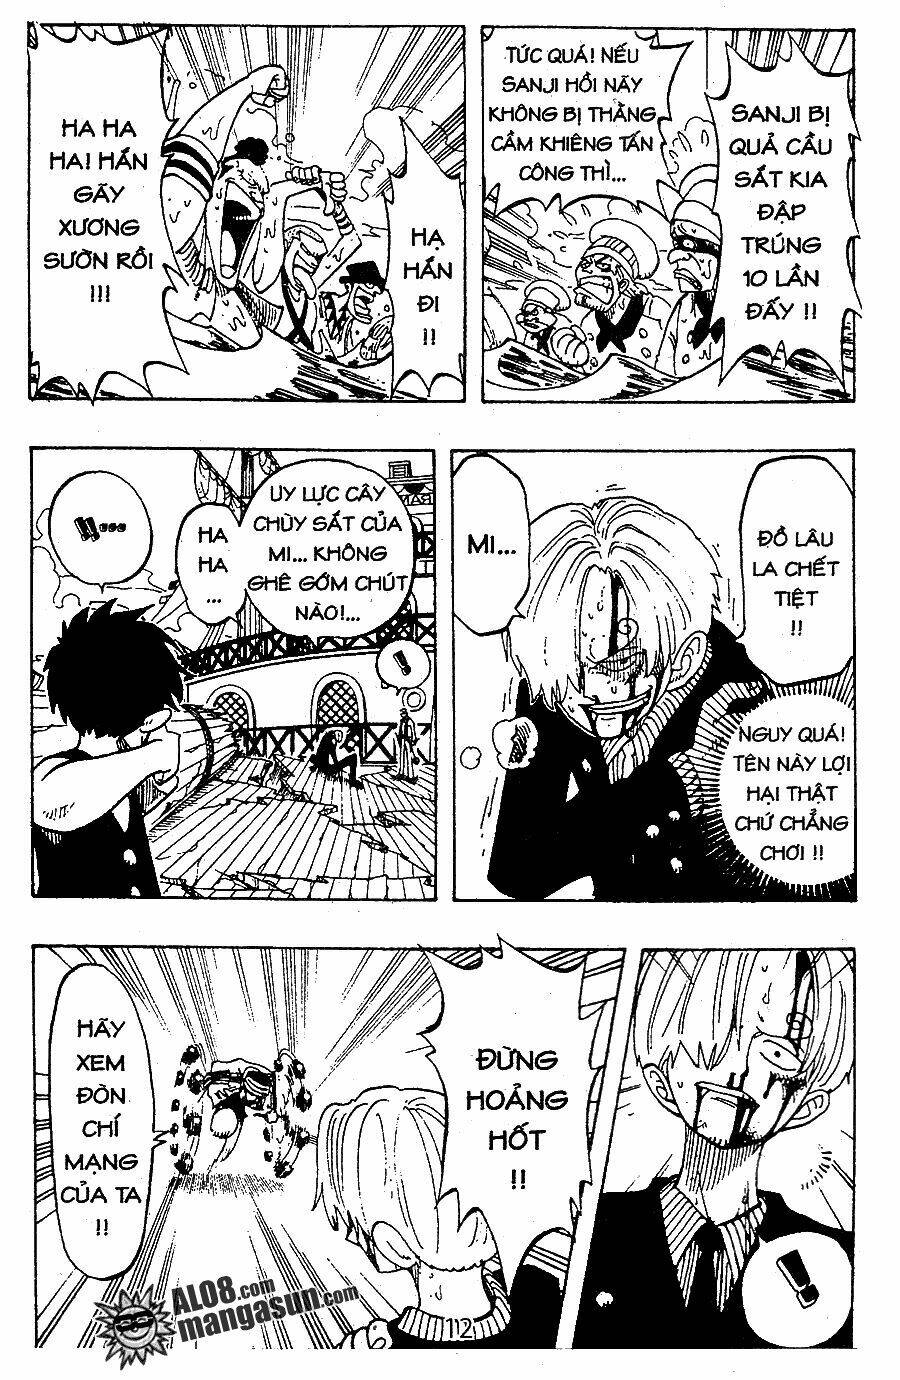 SANJI BỊ
QUẢ CẦU
SẮT KIA
ĐẬP
TRÚNG
10 LẦN
ĐẤY !!
TỨC QUÁ! NẾU
SANJI HỒI NÃY
KHÔNG BỊ THẰNG
CẦM KHIÊNG TẤN
CÔNG THÌ...
HẠ
HẮN
ĐI
!!
HA HA
HA! HẮN
GÃY
XƯƠNG
SƯỜN RỒI
!!!
ĐỒ LÂU
LA CHẾT
TIỆT
!!
MI...
NGUY QUÁ!
TÊN NÀY LỢI
HẠI THẬT
CHỨ CHẲNG
CHƠI !!
UY LỰC CÂY
CHÙY SẮT CỦA
MI... KHÔNG
GHÊ GỚM CHÚT
NÀO!...
HA
HA
...
!!...
!
!
ĐỪNG
HOẢNG
HỐT
!!
HÃY
XEM
ĐÒN
CHÍ
MẠNG
CỦA TA
!!
12
ALO8.com
mangasun.com